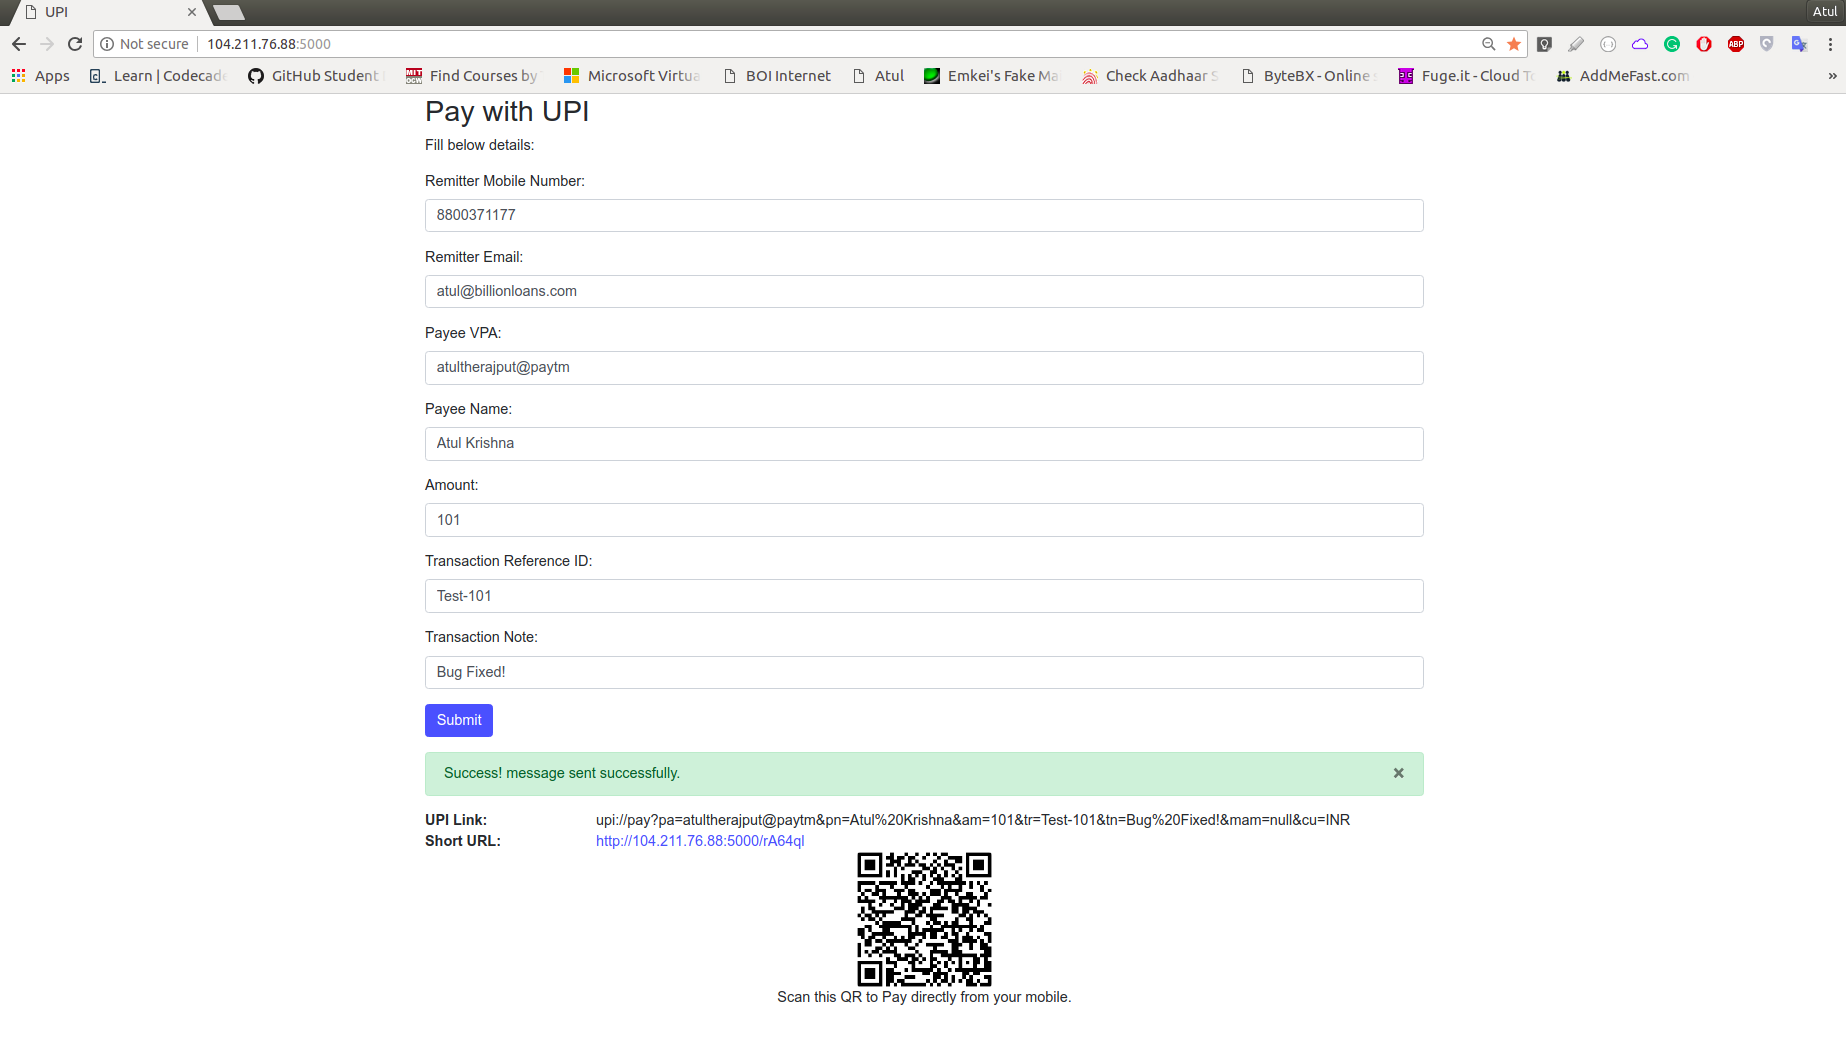 UPI
Atul
Not secure 104.211.76.88:5000
Apps Learn | Codecade GitHub Student Find Courses by Microsoft Virtua BOI Internet Atul Emkei's Fake Ma Check Aadhaar S ByteBX - Online Fuge.it - Cloud To AddMeFast.com »
Pay with UPI
Fill below details:
Remitter Mobile Number:
8800371177
Remitter Email:
atul@billionloans.com
Payee VPA:
atultherajput@paytm
Payee Name:
Atul Krishna
Amount:
101
Transaction Reference ID:
Test-101
Transaction Note:
Bug Fixed!
Submit
Success! message sent successfully. ×
UPI Link: upi://pay?pa=atultherajput@paytm&pn=Atul%20Krishna&am=101&tr=Test-101&tn=Bug%20Fixed!&mam=null&cu=INR
Short URL: http://104.211.76.88:5000/rA64ql
Scan this QR to Pay directly from your mobile.